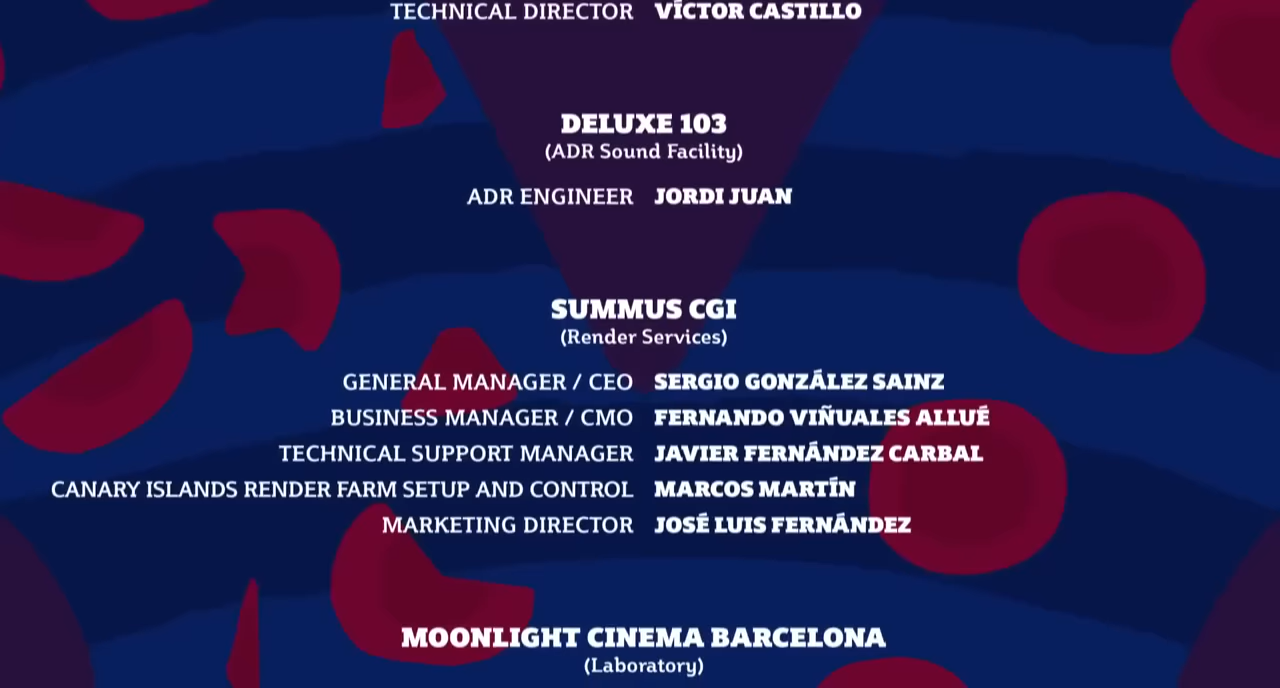 TECHNICAL DIRECTOR VÍCTOR CASTILLO
DELUXE 103
(ADR Sound Facility)
ADR ENGINEER JORDI JUAN
SUMMUS CGI
(Render Services)
GENERAL MANAGER / CEO SERGIO GONZÁLEZ SAINZ
BUSINESS MANAGER / CMO FERNANDO VIÑUALES ALLUÉ
TECHNICAL SUPPORT MANAGER JAVIER FERNÁNDEZ CARBAL
CANARY ISLANDS RENDER FARM SETUP AND CONTROL MARCOS MARTÍN
MARKETING DIRECTOR JOSÉ LUIS FERNÁNDEZ
MOONLIGHT CINEMA BARCELONA
(Laboratory)